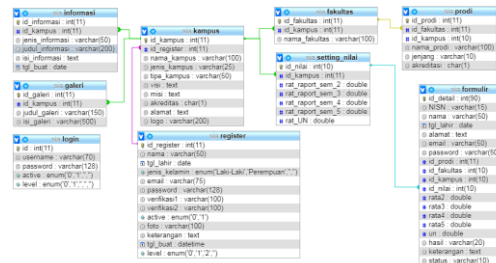 informasi
id_informasi : int(11)
id_kampus : int(11)
jenis_informasi : varchar(50)
judul_informasi : varchar(200)
isi_informasi : text
tgl_buat : date
galeri
id_galeri : int(11)
id_kampus : int(11)
judul_galeri : varchar(150)
isi_galeri : varchar(500)
login
id : int(11)
username : varchar(70)
password : varchar(128)
active : enum('0','1',',')
level : enum('0','1',',')
kampus
id_kampus : int(11)
id_register : int(11)
nama_kampus : varchar(100)
jenis_kampus : varchar(25)
tipe_kampus : varchar(50)
visi : text
misi : text
akreditas : char(1)
alamat : text
logo : varchar(200)
register
id_register : int(11)
nama : varchar(50)
tgl_lahir : date
jenis_kelamin : enum('Laki-Laki','Perempuan',',')
email : varchar(75)
password : varchar(128)
verifikasi1 : varchar(100)
verifikasi2 : varchar(100)
active : enum('0','1')
foto : varchar(100)
keterangan : text
tgl_buat : datetime
level : enum('0','1','2',')
fakultas
id_fakultas : int(11)
id_kampus : int(11)
nama_fakultas : varchar(100)
setting_nilai
id_nilai : int(10)
id_kampus : int(11)
rat_raport_sem_2 : double
rat_raport_sem_3 : double
rat_raport_sem_4 : double
rat_raport_sem_5 : double
rat_UN : double
prodi
id_prodi : int(11)
id_fakultas : int(11)
id_kampus : int(10)
nama_prodi : varchar(100)
jenjang : varchar(10)
akreditasi : char(1)
formulir
id_detail : int(90)
NISN : varchar(15)
nama : varchar(50)
tgl_lahir : date
alamat : text
email : varchar(50)
password : varchar(50
id_prodi : int(11)
id_fakultas : int(10)
id_kampus : int(10)
id_nilai : int(10)
rata2 : double
rata3 : double
rata4 : double
rata5 : double
un : double
hasil : varchar(20)
keterangan : text
status : varchar(10)